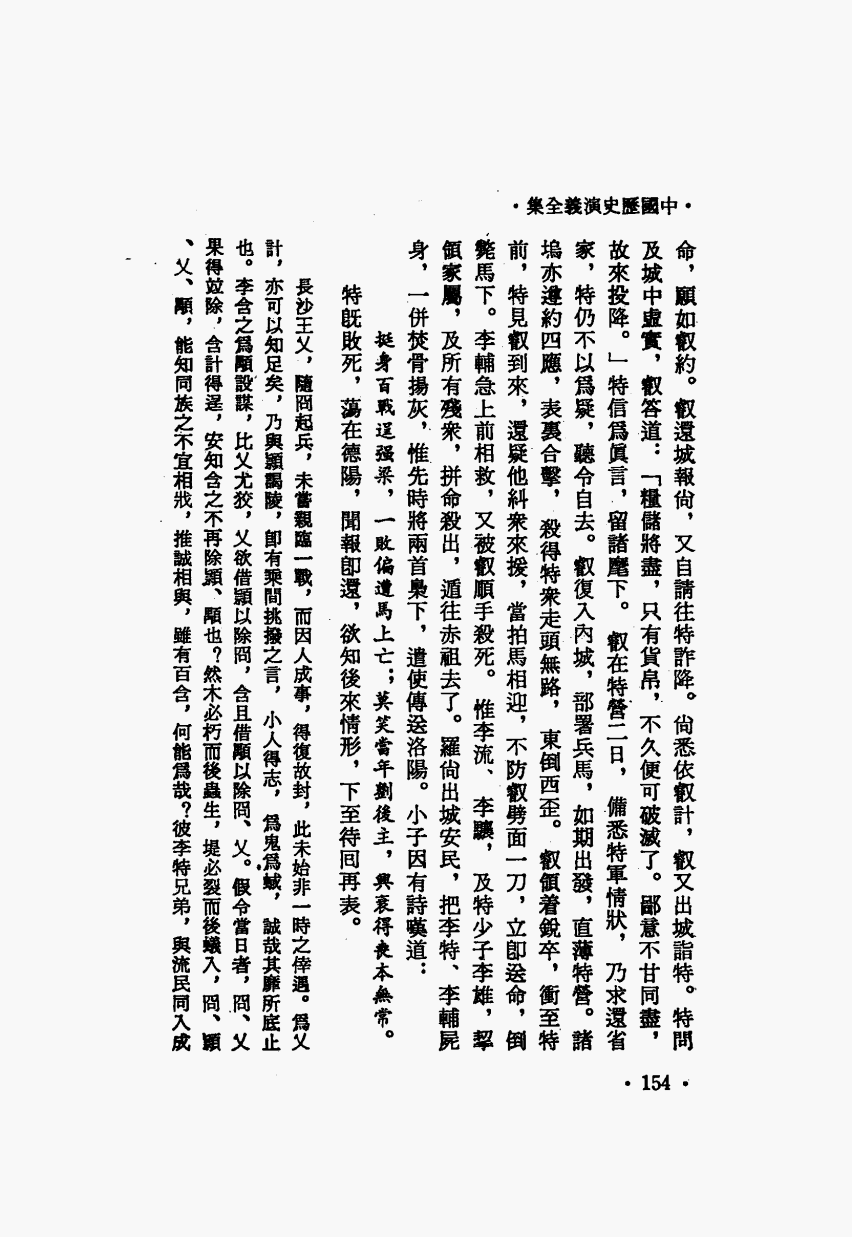 ·中國歷史演義全集·
命，願如叡約。叡還城報尙，又自請往特詐降。尙悉依叡計，叡又出城詣特。特問
及城中虛實，叡答道：「糧儲將盡，只有貨帛，不久便可破滅了。鄙意不甘同盡，
故來投降。」特信爲眞言，留諸麾下。叡在特營二日，備悉特軍情狀，乃求還省
家，特仍不以爲疑，聽令自去。叡復入內城，部署兵馬，如期出發，直薄特營。諸
塢亦遵約四應，表裏合擊，殺得特衆走頭無路，東倒西歪。叡領着銳卒，衝至特
前，特見叡到來，還疑他糾衆來援，當拍馬相迎，不防叡劈面一刀，立卽送命，倒
斃馬下。李輔急上前相救，又被叡順手殺死。惟李流、李驤，及特少子李雄，挈
領家屬，及所有殘衆，拼命殺出，遁往赤祖去了。羅尙出城安民，把李特、李輔屍
身，一併焚骨揚灰，惟先時將兩首梟下，遣使傳送洛陽。小子因有詩嘆道：
挺身百戰逞强梁，一敗偏遭馬上亡；莫笑當年劉後主，興衰得喪本無常。
特旣敗死，蕩在德陽，聞報卽還，欲知後來情形，下至待囘再表。
長沙王乂，隨冏起兵，未嘗親臨一戰，而因人成事，得復故封，此未始非一時之倖遇。爲乂
計，亦可以知足矣，乃與穎謁陵，卽有乘間挑撥之言，小人得志，爲鬼爲蜮，誠哉其靡所底止
也。李含之爲顒設謀，比乂尤狡，乂欲借穎以除冏，含且借顒以除冏、乂。假令當日者，冏、乂
果得竝除，含計得逞，安知含之不再除潁、顒也？然木必朽而後蟲生，堤必裂而後蟻入，冏、穎
、乂、顒，能知同族之不宜相戕，推誠相與，雖有百含，何能爲哉？彼李特兄弟，與流民同入成
·154·